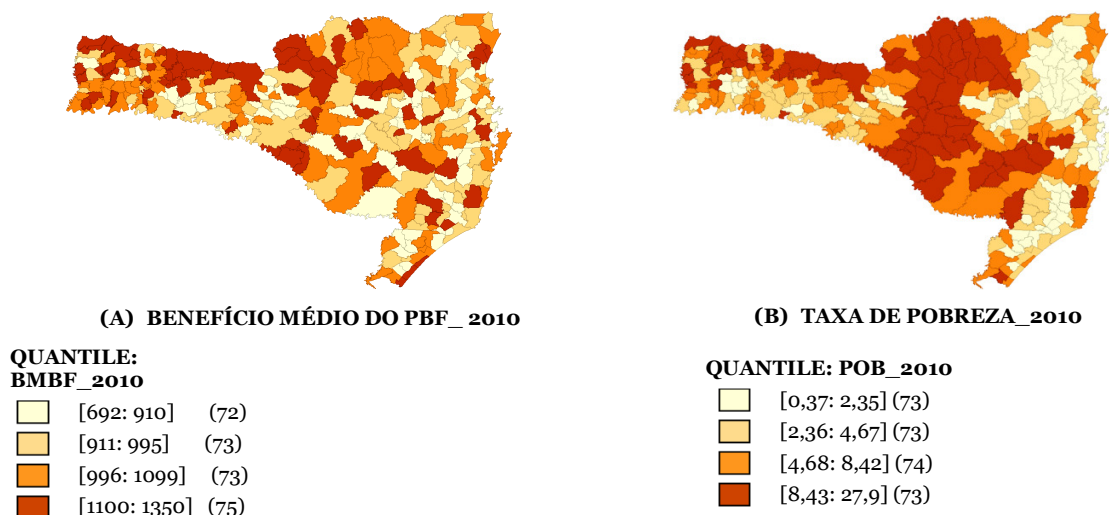 (A) BENEFÍCIO MÉDIO DO PBF_ 2010
QUANTILE:
BMBF_2010
[692: 910] (72)
[911: 995] (73)
[996: 1099] (73)
[1100: 1350] (75)
(B) TAXA DE POBREZA_2010
QUANTILE: POB_2010
[0,37: 2,35] (73)
[2,36: 4,67] (73)
[4,68: 8,42] (74)
[8,43: 27,9] (73)